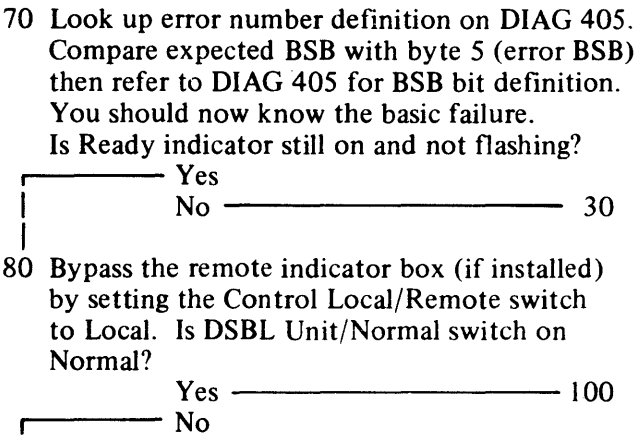 70 Look up error number definition on DIAG 405.
Compare expected BSB with byte 5 (error BSB)
then refer to DIAG 405 for BSB bit definition.
You should now know the basic failure.
Is Ready indicator still on and not flashing?
Yes
No 30
80 Bypass the remote indicator box (if installed)
by setting the Control Local/Remote switch
to Local. Is DSBL Unit/Normal switch on
Normal?
Yes 100
No